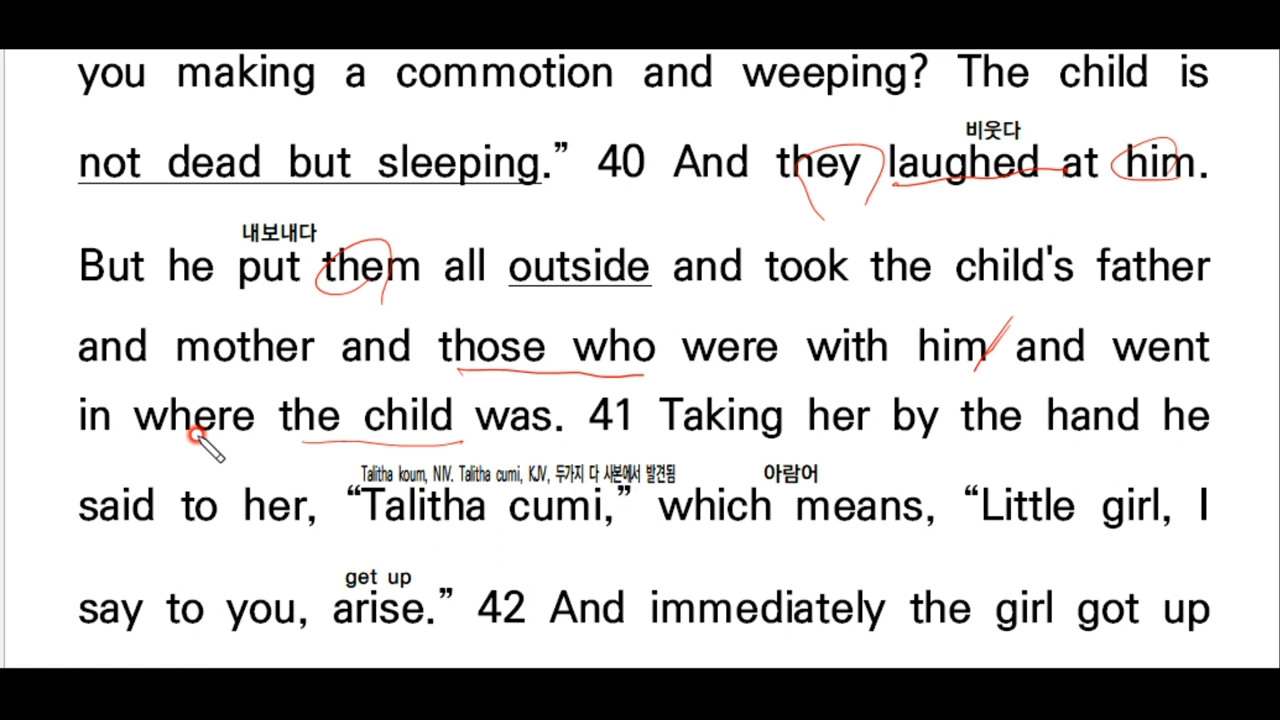 you making a commotion and weeping? The child is
비웃다
not dead but sleeping.” 40 And they laughed at him.
내보내다
But he put them all outside and took the child's father
and mother and those who were with him and went
in where the child was. 41 Taking her by the hand he
Talitha koum, NIV. Talitha cumi, KJV, 두가지 다 사본에서 발견됨 아람어
said to her, “Talitha cumi,” which means, “Little girl, I
get up
say to you, arise.” 42 And immediately the girl got up